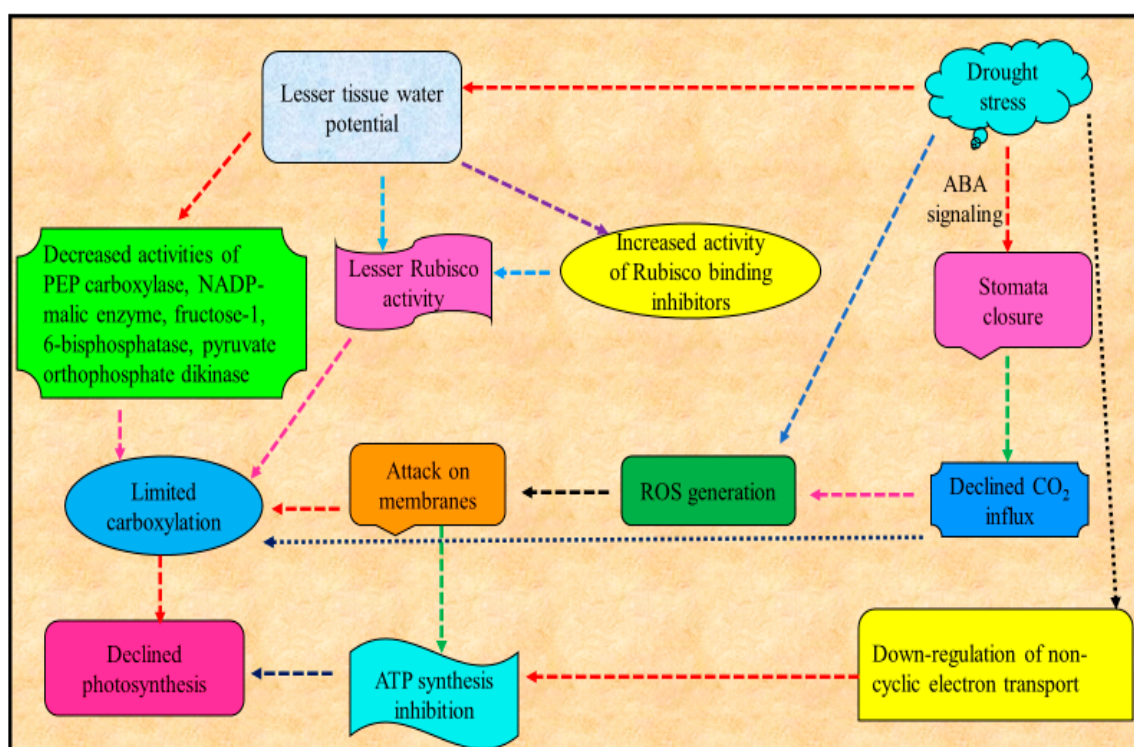 Lesser tissue water
potential
Drought
stress
ABA
signaling
Decreased activities of
PEP carboxylase, NADP-
malic enzyme, fructose-1,
6-bisphosphatase, pyruvate
orthophosphate dikinase
Lesser Rubisco
activity
Increased activity
of Rubisco binding
inhibitors
Stomata
closure
Limited
carboxylation
Attack on
membranes
ROS generation
Declined CO₂
influx
Declined
photosynthesis
ATP synthesis
inhibition
Down-regulation of non-
cyclic electron transport